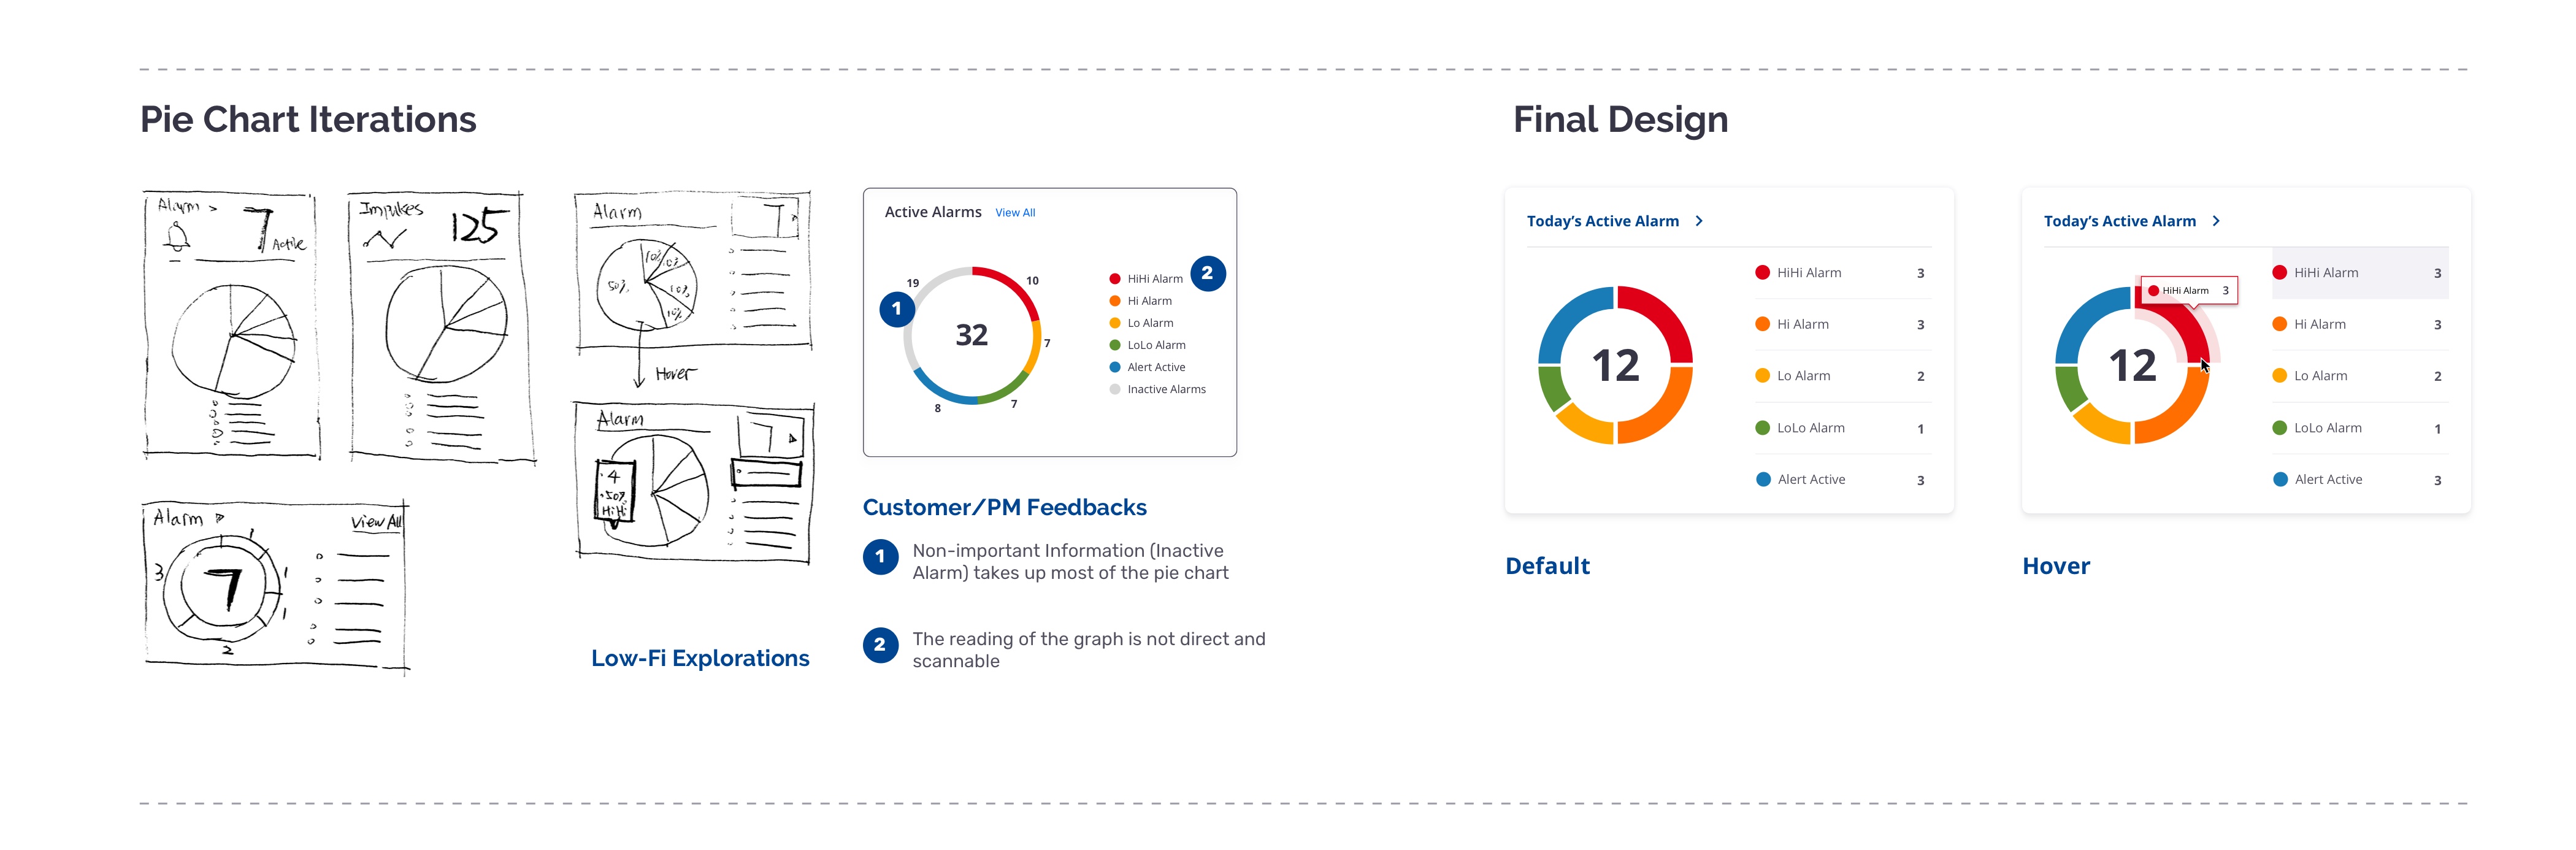 Pie Chart Iterations
Alarm >
7
Active
Impulses
125
Alarm
7
50%
10%
10%
10%
Hover
Alarm
7
4
50%
HiHi
Alarm
View All
7
3
1
1
1
2
Low-Fi Explorations
Active Alarms View All
19
10
7
7
8
32
1
2
HiHi Alarm
Hi Alarm
Lo Alarm
LoLo Alarm
Alert Active
Inactive Alarms
Customer/PM Feedbacks
1 Non-important Information (Inactive
Alarm) takes up most of the pie chart
2 The reading of the graph is not direct and
scannable
Final Design
Today's Active Alarm >
12
HiHi Alarm 3
Hi Alarm 3
Lo Alarm 2
LoLo Alarm 1
Alert Active 3
Default
Today's Active Alarm >
HiHi Alarm 3
12
HiHi Alarm 3
Hi Alarm 3
Lo Alarm 2
LoLo Alarm 1
Alert Active 3
Hover